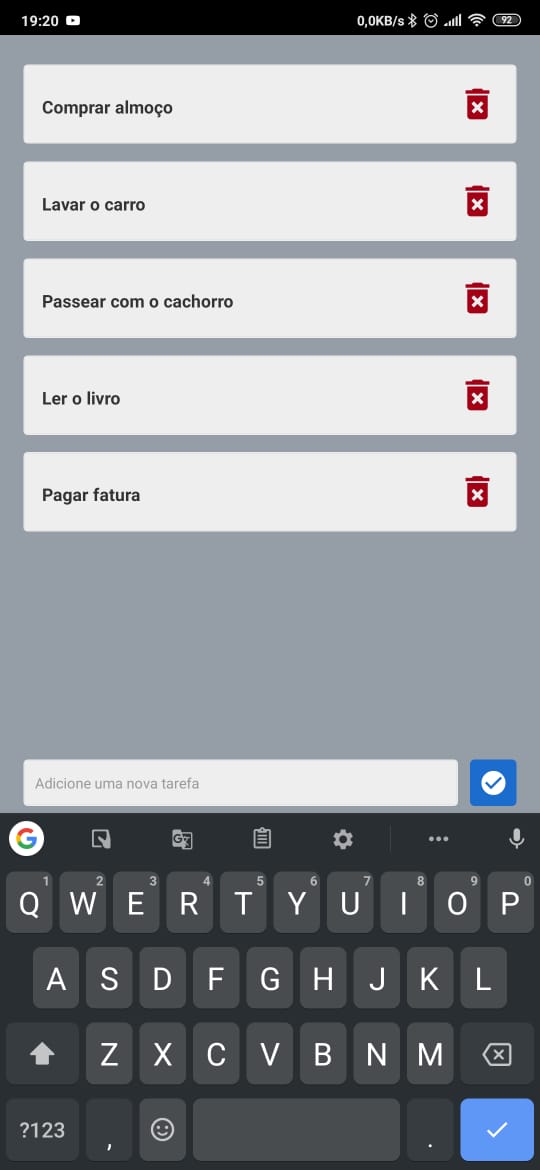 19:20 0,0KB/s 92
Comprar almoço
Lavar o carro
Passear com o cachorro
Ler o livro
Pagar fatura
Adicione uma nova tarefa
G G
1 2 3 4 5 6 7 8 9 0
Q W E R T Y U I O P
A S D F G H J K L
Z X C V B N M
?123 , .